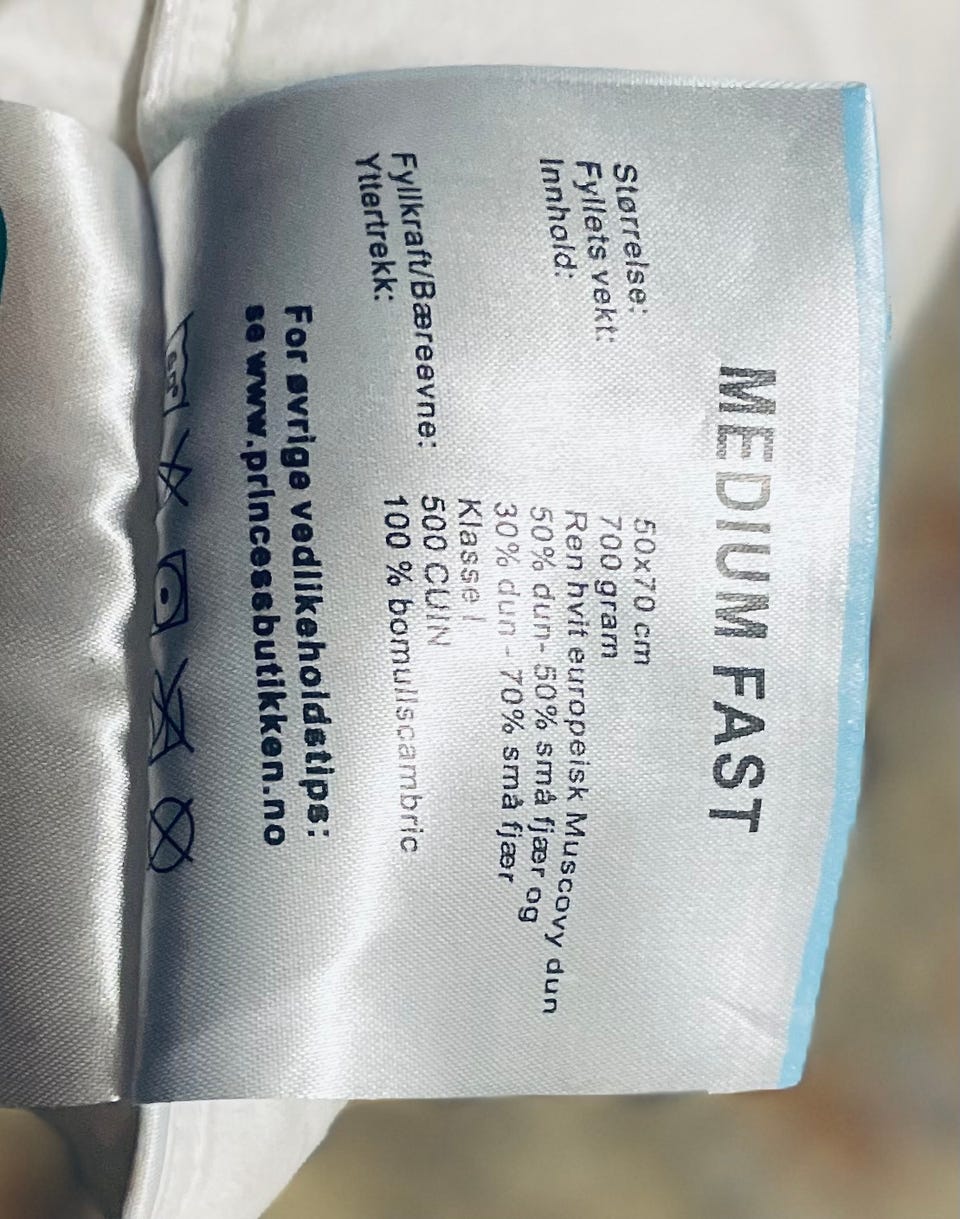 MEDIUM FAST
Størrelse: 50x70 cm
Fyllets vekt: 700 gram
Innhold: Ren hvit europeisk Muscovy dun
50% dun- 50% små fjær og
30% dun - 70% små fjær
Klasse I
Fyllkraft/Bæreevne: 500 CUIN
Yttertrekk: 100 % bomullscambric
For øvrige vedlikeholdstips:
se www.princessbutikken.no